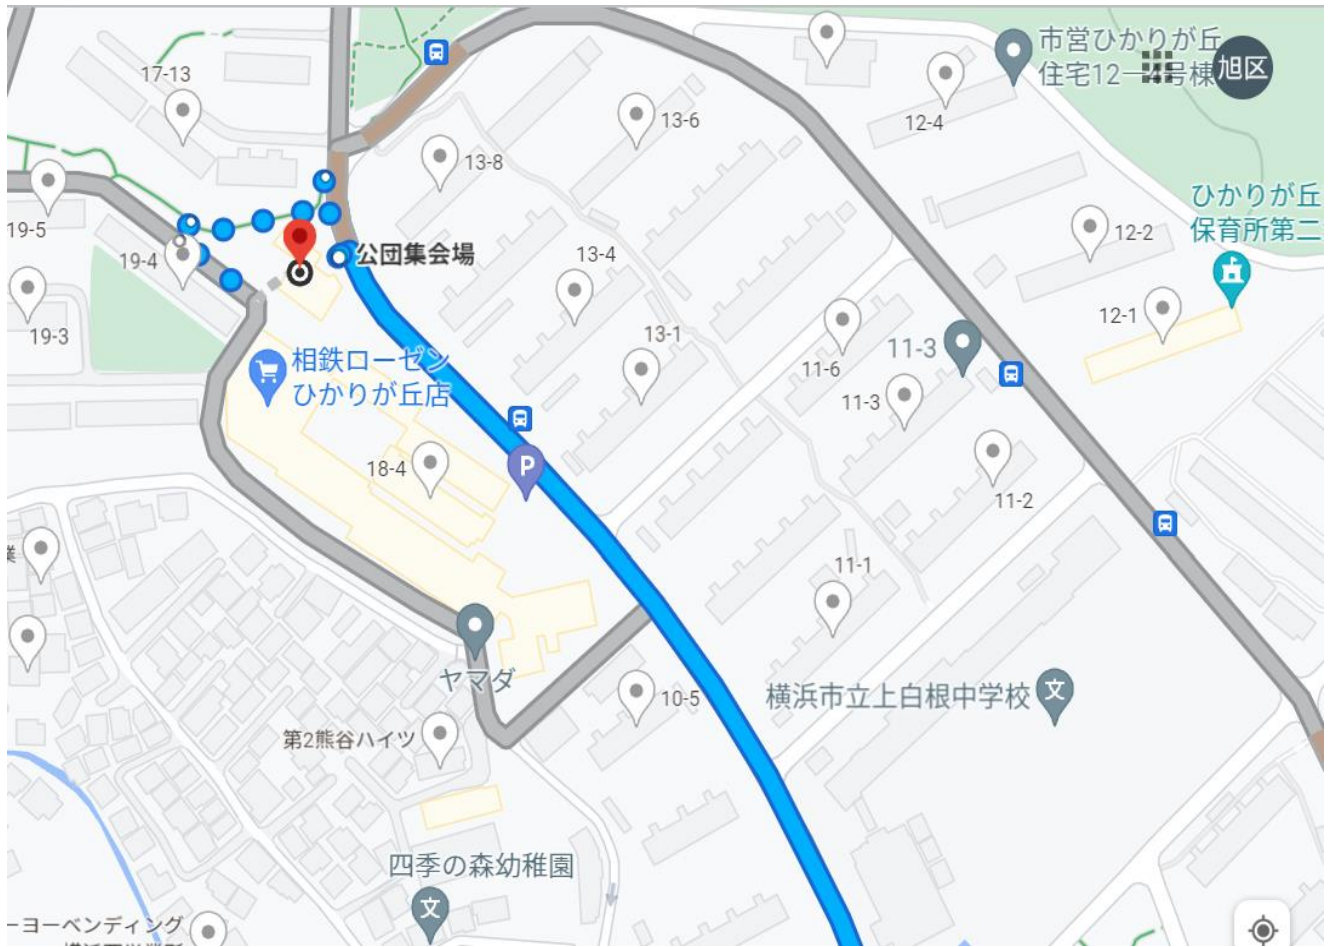 市営ひかりが丘
住宅12-4号棟
旭区
17-13
13-6
12-4
13-8
ひかりが丘
保育所第二
19-5
12-2
19-4
公団集会場
13-4
19-3
13-1
12-1
相鉄ローゼン
ひかりが丘店
11-6
11-3
11-3
18-4
P
11-2
業
11-1
ヤマダ
10-5
横浜市立上白根中学校
文
第2熊谷ハイツ
四季の森幼稚園
文
ーヨーベンディング